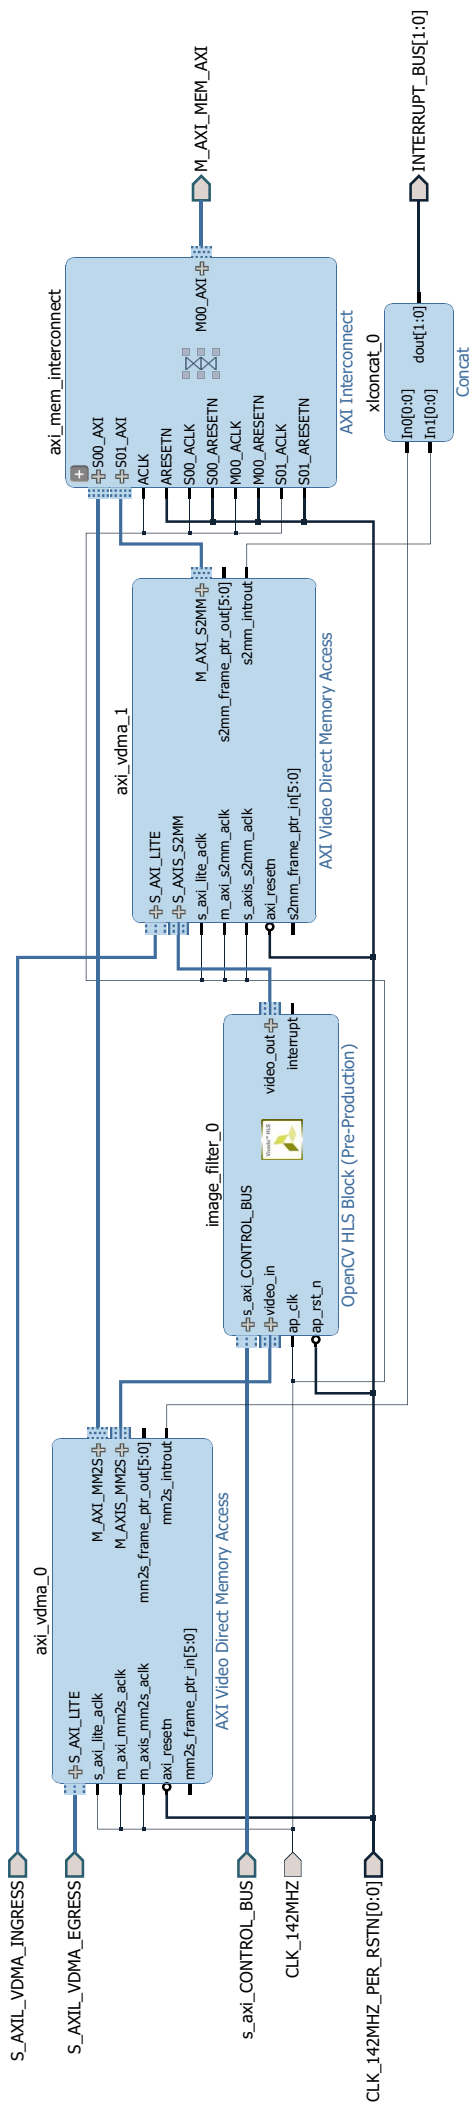 S_AXIL_VDMA_INGRESS
S_AXIL_VDMA_EGRESS
s_axi_CONTROL_BUS
CLK_142MHZ
CLK_142MHZ_PER_RSTN[0:0]
axi_vdma_0
S_AXI_LITE
s_axi_lite_aclk
m_axi_mm2s_aclk
m_axis_mm2s_aclk
axi_resetn
mm2s_frame_ptr_in[5:0]
M_AXI_MM2S
M_AXIS_MM2S
mm2s_frame_ptr_out[5:0]
mm2s_introut
AXI Video Direct Memory Access
image_filter_0
s_axi_CONTROL_BUS
video_in
ap_clk
ap_rst_n
Vivado™ HLS
video_out
interrupt
OpenCV HLS Block (Pre-Production)
axi_vdma_1
S_AXI_LITE
S_AXIS_S2MM
s_axi_lite_aclk
m_axi_s2mm_aclk
s_axis_s2mm_aclk
axi_resetn
s2mm_frame_ptr_in[5:0]
M_AXI_S2MM
s2mm_frame_ptr_out[5:0]
s2mm_introut
AXI Video Direct Memory Access
axi_mem_interconnect
S00_AXI
S01_AXI
ACLK
ARESETN
S00_ACLK
S00_ARESETN
M00_ACLK
M00_ARESETN
S01_ACLK
S01_ARESETN
M00_AXI
AXI Interconnect
xlconcat_0
In0[0:0]
In1[0:0]
dout[1:0]
Concat
M_AXI_MEM_AXI
INTERRUPT_BUS[1:0]